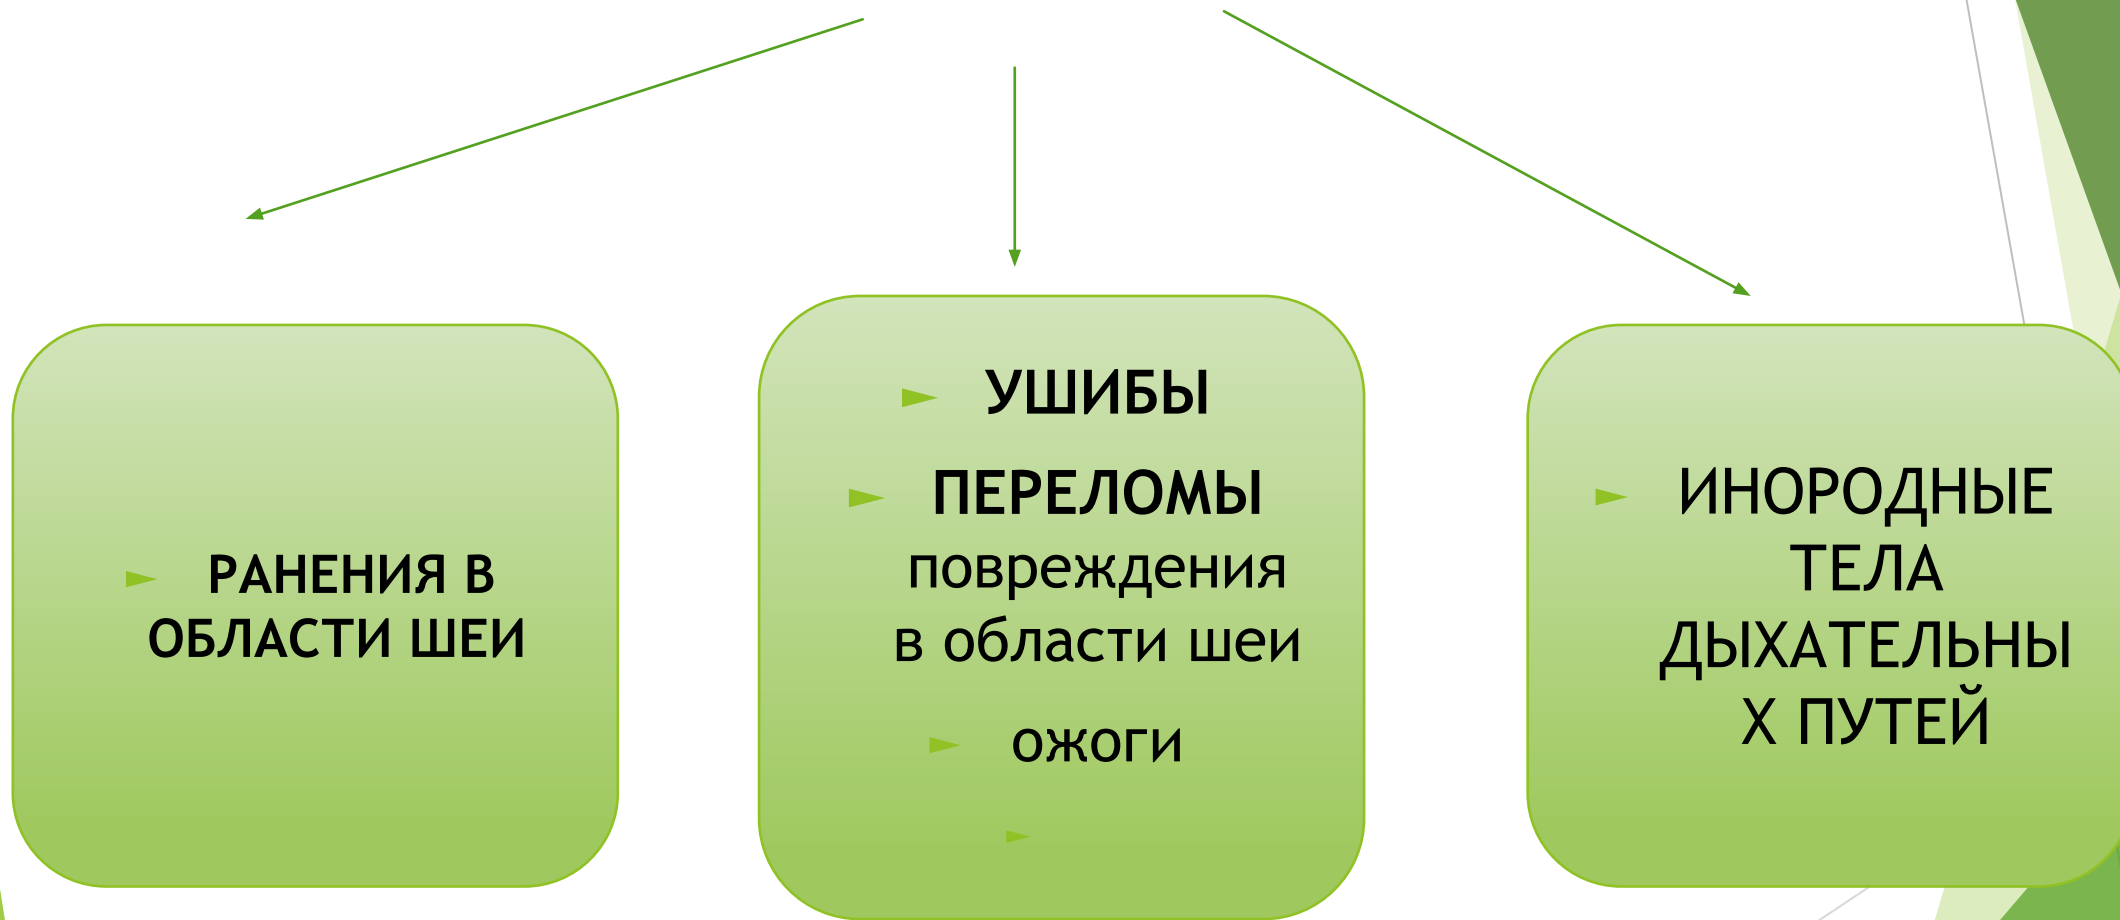 РАНЕНИЯ В
ОБЛАСТИ ШЕИ
УШИБЫ
ПЕРЕЛОМЫ
повреждения
в области шеи
ожоги
ИНОРОДНЫЕ
ТЕЛА
ДЫХАТЕЛЬНЫ
Х ПУТЕЙ